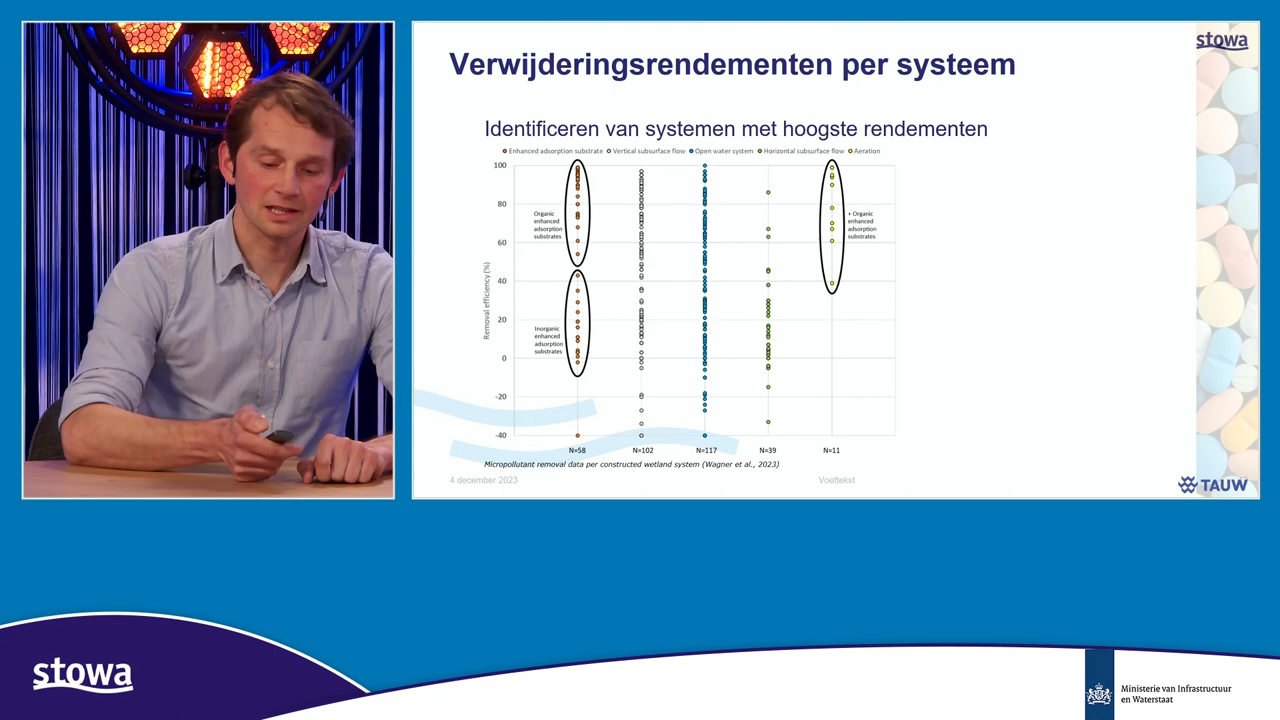 stowa
Verwijderingsrendementen per systeem
Identificeren van systemen met hoogste rendementen
Enhanced adsorption substrate Vertical subsurface flow Open water system Horizontal subsurface flow Aeration
100
80
60
40
20
0
-20
-40
Removal efficiency (%)
Organic
enhanced
adsorption
substrates
Inorganic
enhanced
adsorption
substrates
+ Organic
enhanced
adsorption
substrates
N=58 N=102 N=117 N=39 N=11
Micropollutant removal data per constructed wetland system (Wagner et al., 2023)
4 december 2023 Voettekst
TAUW
stowa
Ministerie van Infrastructuur
en Waterstaat